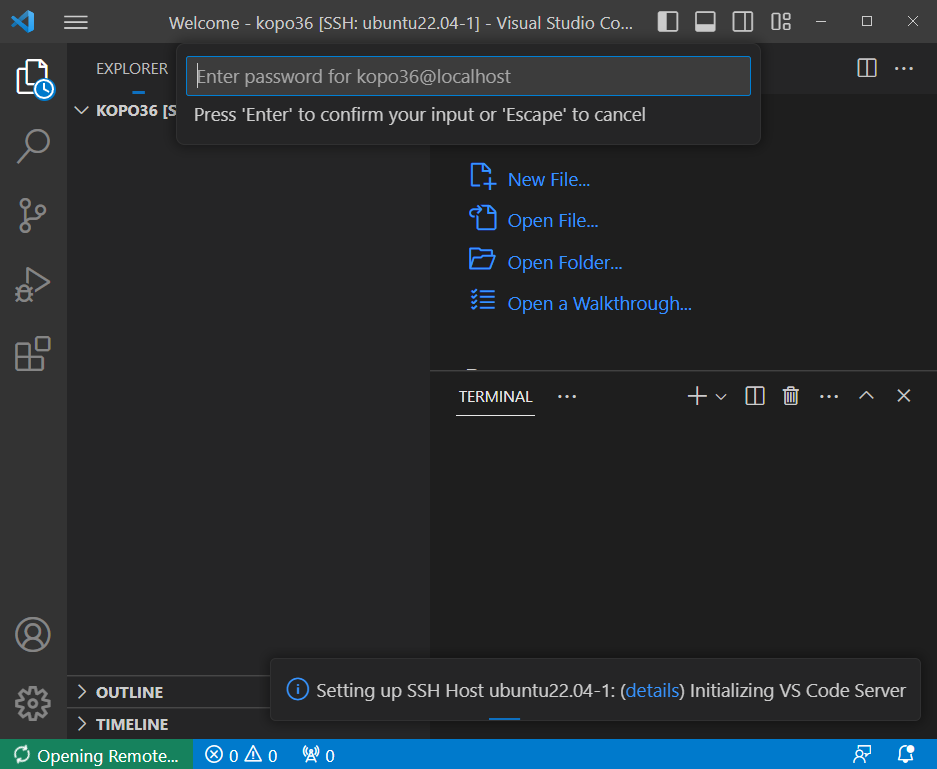 Welcome - kopo36 [SSH: ubuntu22.04-1] - Visual Studio Co...
Enter password for kopo36@localhost
Press 'Enter' to confirm your input or 'Escape' to cancel
EXPLORER
KOPO36 [S
New File...
Open File...
Open Folder...
Open a Walkthrough...
TERMINAL
OUTLINE
TIMELINE
Setting up SSH Host ubuntu22.04-1: (details) Initializing VS Code Server
Opening Remote... 0 0 0